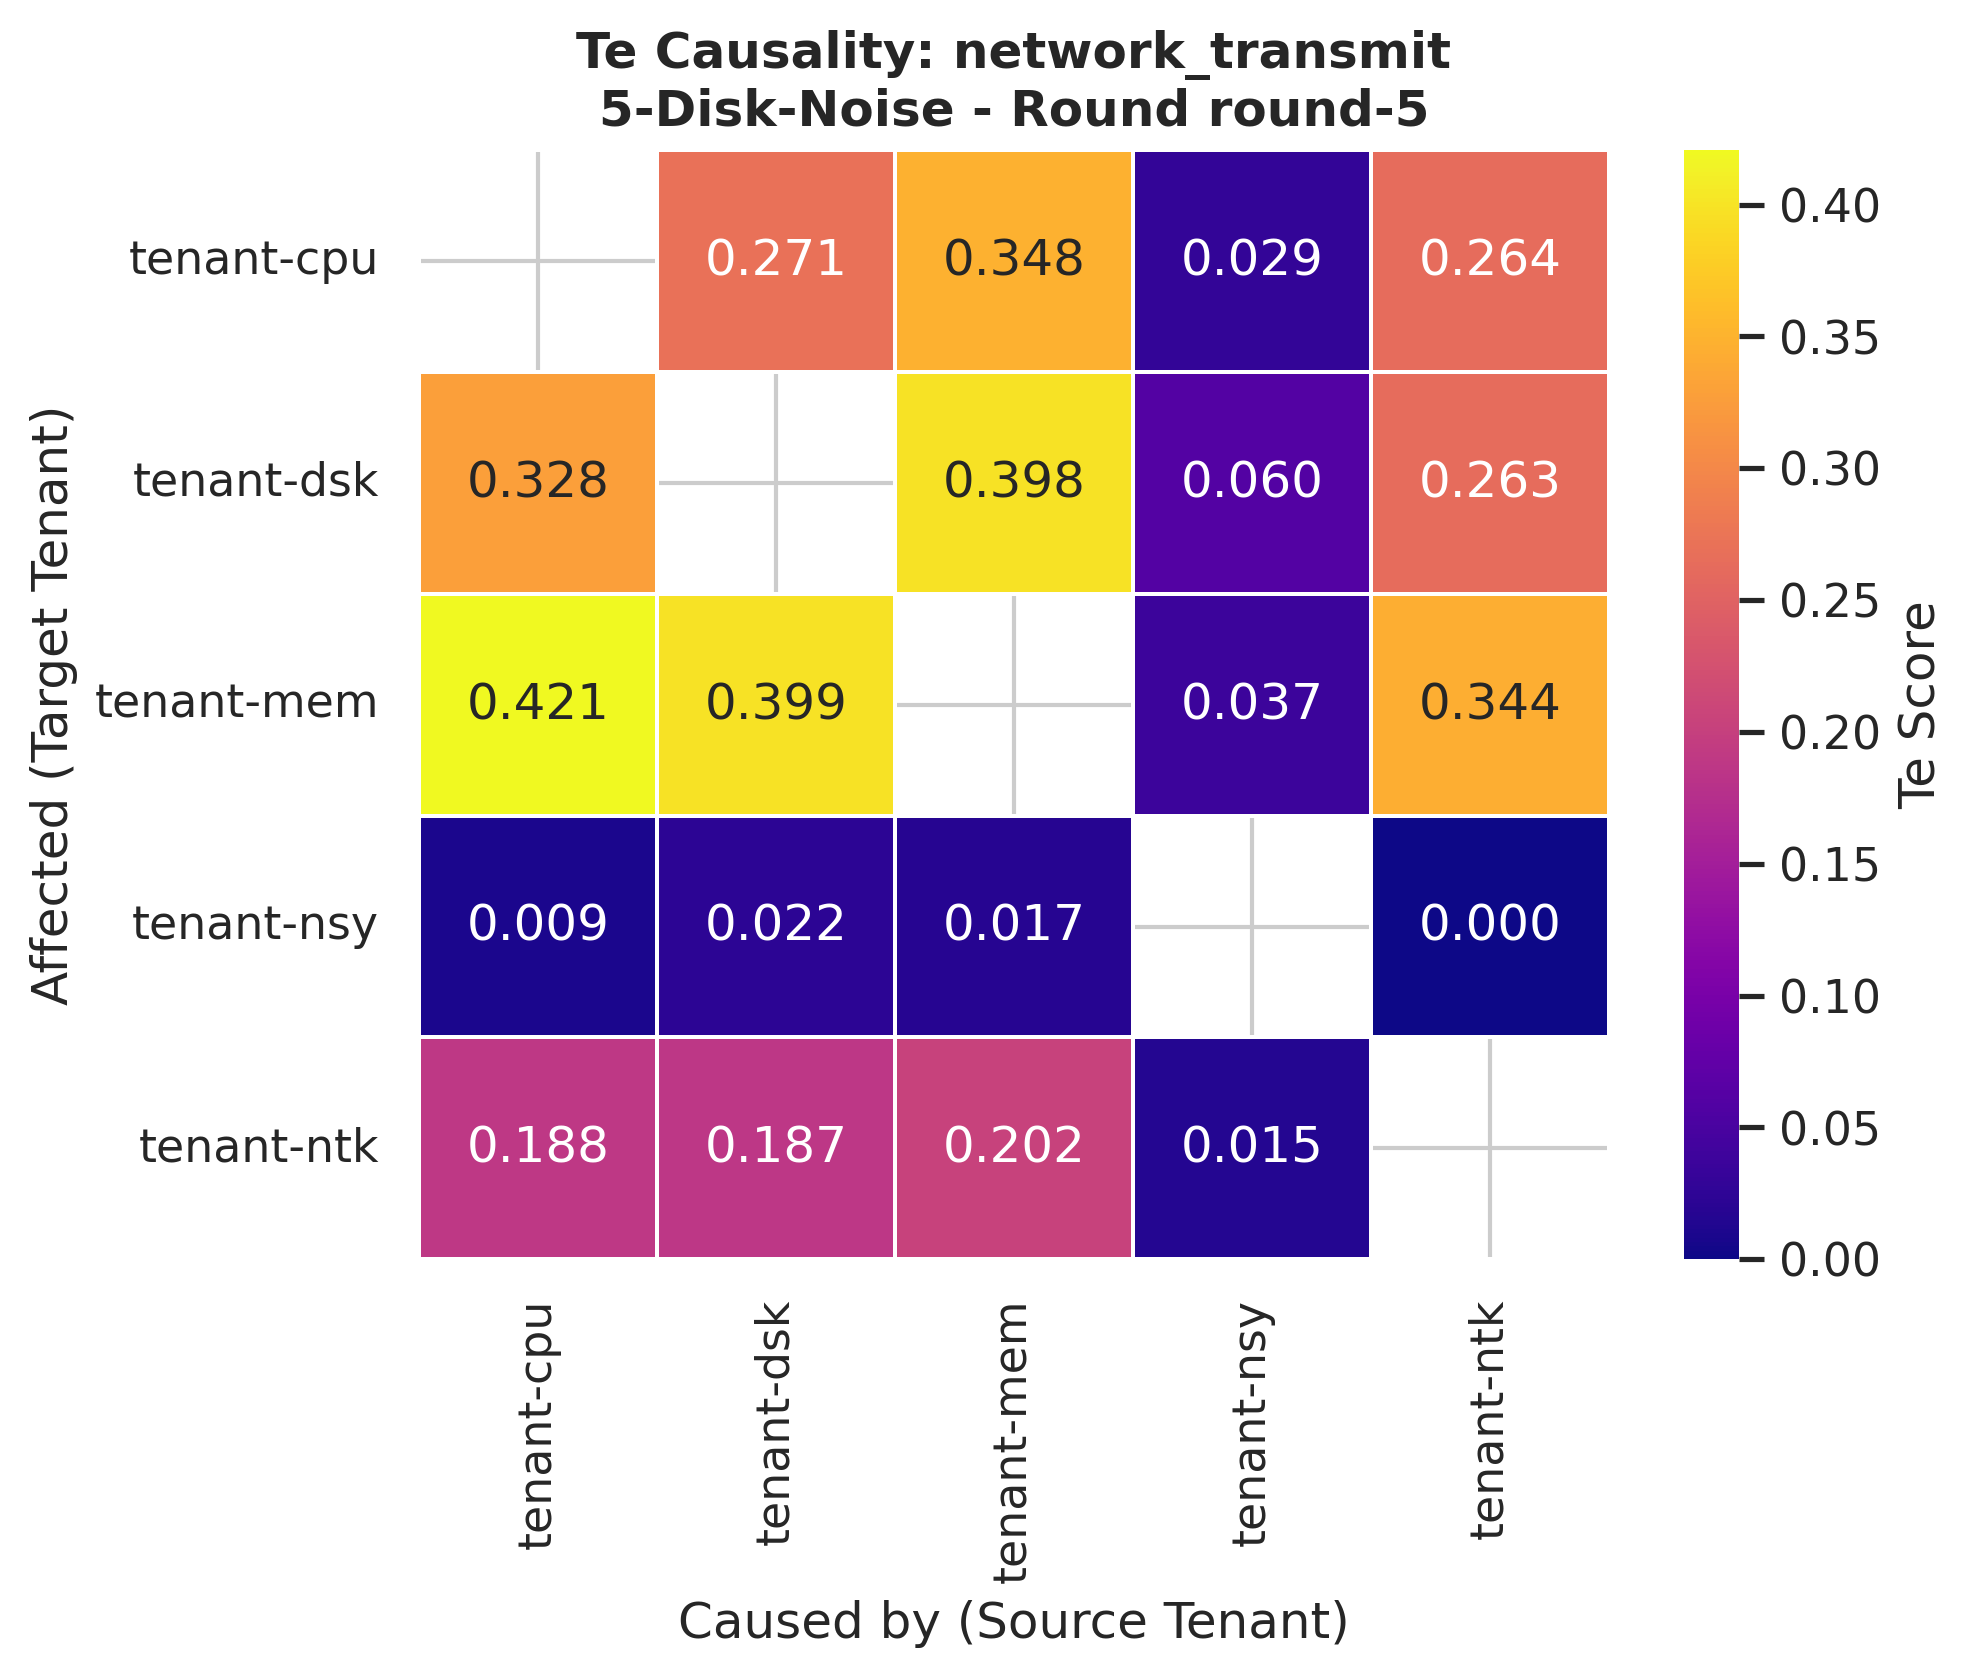 Te Causality: network_transmit
5-Disk-Noise - Round round-5
Affected (Target Tenant)
tenant-cpu 0.271 0.348 0.029 0.264
tenant-dsk 0.328 0.398 0.060 0.263
tenant-mem 0.421 0.399 0.037 0.344
tenant-nsy 0.009 0.022 0.017 0.000
tenant-ntk 0.188 0.187 0.202 0.015
tenant-cpu
tenant-dsk
tenant-mem
tenant-nsy
tenant-ntk
Caused by (Source Tenant)
0.40
0.35
0.30
0.25
0.20
0.15
0.10
0.05
0.00
Te Score